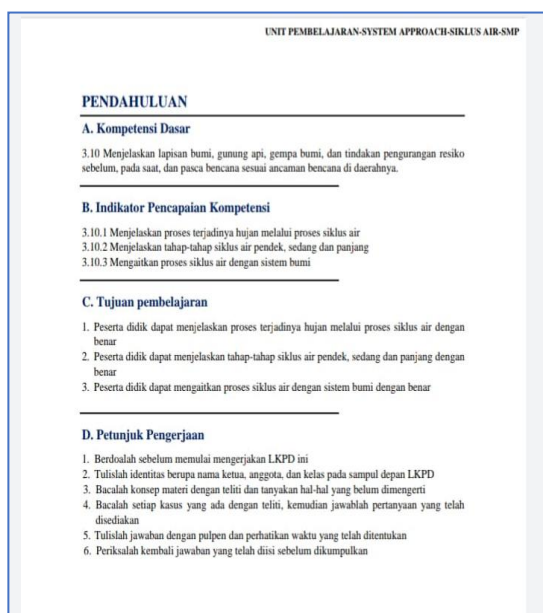 UNIT PEMBELAJARAN-SYSTEM APPROACH-SIKLUS AIR-SMP
PENDAHULUAN
A. Kompetensi Dasar
3.10 Menjelaskan lapisan bumi, gunung api, gempa bumi, dan tindakan pengurangan resiko
sebelum, pada saat, dan pasca bencana sesuai ancaman bencana di daerahnya.
B. Indikator Pencapaian Kompetensi
3.10.1 Menjelaskan proses terjadinya hujan melalui proses siklus air
3.10.2 Menjelaskan tahap-tahap siklus air pendek, sedang dan panjang
3.10.3 Mengaitkan proses siklus air dengan sistem bumi
C. Tujuan pembelajaran
1. Peserta didik dapat menjelaskan proses terjadinya hujan melalui proses siklus air dengan
benar
2. Peserta didik dapat menjelaskan tahap-tahap siklus air pendek, sedang dan panjang dengan
benar
3. Peserta didik dapat mengaitkan proses siklus air dengan sistem bumi dengan benar
D. Petunjuk Pengerjaan
1. Berdoalah sebelum memulai mengerjakan LKPD ini
2. Tulislah identitas berupa nama ketua, anggota, dan kelas pada sampul depan LKPD
3. Bacalah konsep materi dengan teliti dan tanyakan hal-hal yang belum dimengerti
4. Bacalah setiap kasus yang ada dengan teliti, kemudian jawablah pertanyaan yang telah
disediakan
5. Tulislah jawaban dengan pulpen dan perhatikan waktu yang telah ditentukan
6. Periksalah kembali jawaban yang telah diisi sebelum dikumpulkan